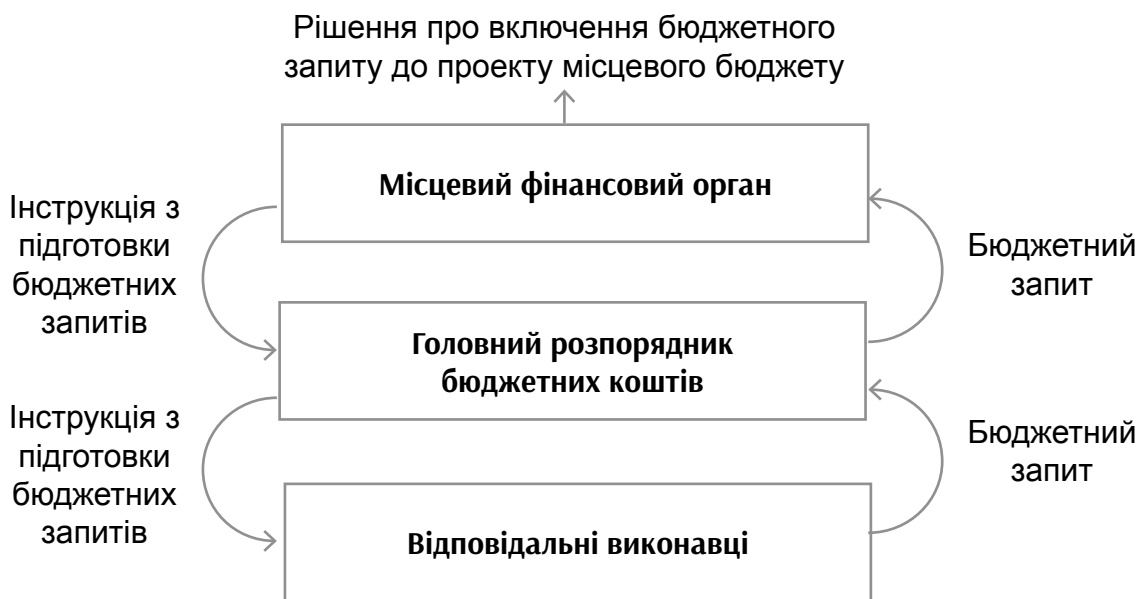 Рішення про включення бюджетного
запиту до проекту місцевого бюджету
Місцевий фінансовий орган
Інструкція з
підготовки
бюджетних
запитів
Бюджетний
запит
Головний розпорядник
бюджетних коштів
Інструкція з
підготовки
бюджетних
запитів
Бюджетний
запит
Відповідальні виконавці